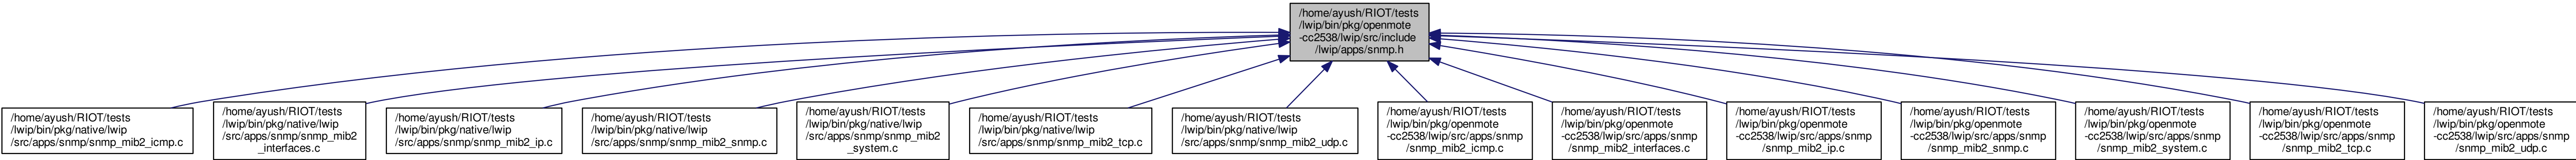 /home/ayush/RIOT/tests
/lwip/bin/pkg/openmote
-cc2538/lwip/src/include
/lwip/apps/snmp.h
/home/ayush/RIOT/tests
/lwip/bin/pkg/native/lwip
/src/apps/snmp/snmp_mib2_icmp.c
/home/ayush/RIOT/tests
/lwip/bin/pkg/native/lwip
/src/apps/snmp/snmp_mib2
_interfaces.c
/home/ayush/RIOT/tests
/lwip/bin/pkg/native/lwip
/src/apps/snmp/snmp_mib2_ip.c
/home/ayush/RIOT/tests
/lwip/bin/pkg/native/lwip
/src/apps/snmp/snmp_mib2_snmp.c
/home/ayush/RIOT/tests
/lwip/bin/pkg/native/lwip
/src/apps/snmp/snmp_mib2
_system.c
/home/ayush/RIOT/tests
/lwip/bin/pkg/native/lwip
/src/apps/snmp/snmp_mib2_tcp.c
/home/ayush/RIOT/tests
/lwip/bin/pkg/native/lwip
/src/apps/snmp/snmp_mib2_udp.c
/home/ayush/RIOT/tests
/lwip/bin/pkg/openmote
-cc2538/lwip/src/apps/snmp
/snmp_mib2_icmp.c
/home/ayush/RIOT/tests
/lwip/bin/pkg/openmote
-cc2538/lwip/src/apps/snmp
/snmp_mib2_interfaces.c
/home/ayush/RIOT/tests
/lwip/bin/pkg/openmote
-cc2538/lwip/src/apps/snmp
/snmp_mib2_ip.c
/home/ayush/RIOT/tests
/lwip/bin/pkg/openmote
-cc2538/lwip/src/apps/snmp
/snmp_mib2_snmp.c
/home/ayush/RIOT/tests
/lwip/bin/pkg/openmote
-cc2538/lwip/src/apps/snmp
/snmp_mib2_system.c
/home/ayush/RIOT/tests
/lwip/bin/pkg/openmote
-cc2538/lwip/src/apps/snmp
/snmp_mib2_tcp.c
/home/ayush/RIOT/tests
/lwip/bin/pkg/openmote
-cc2538/lwip/src/apps/snmp
/snmp_mib2_udp.c